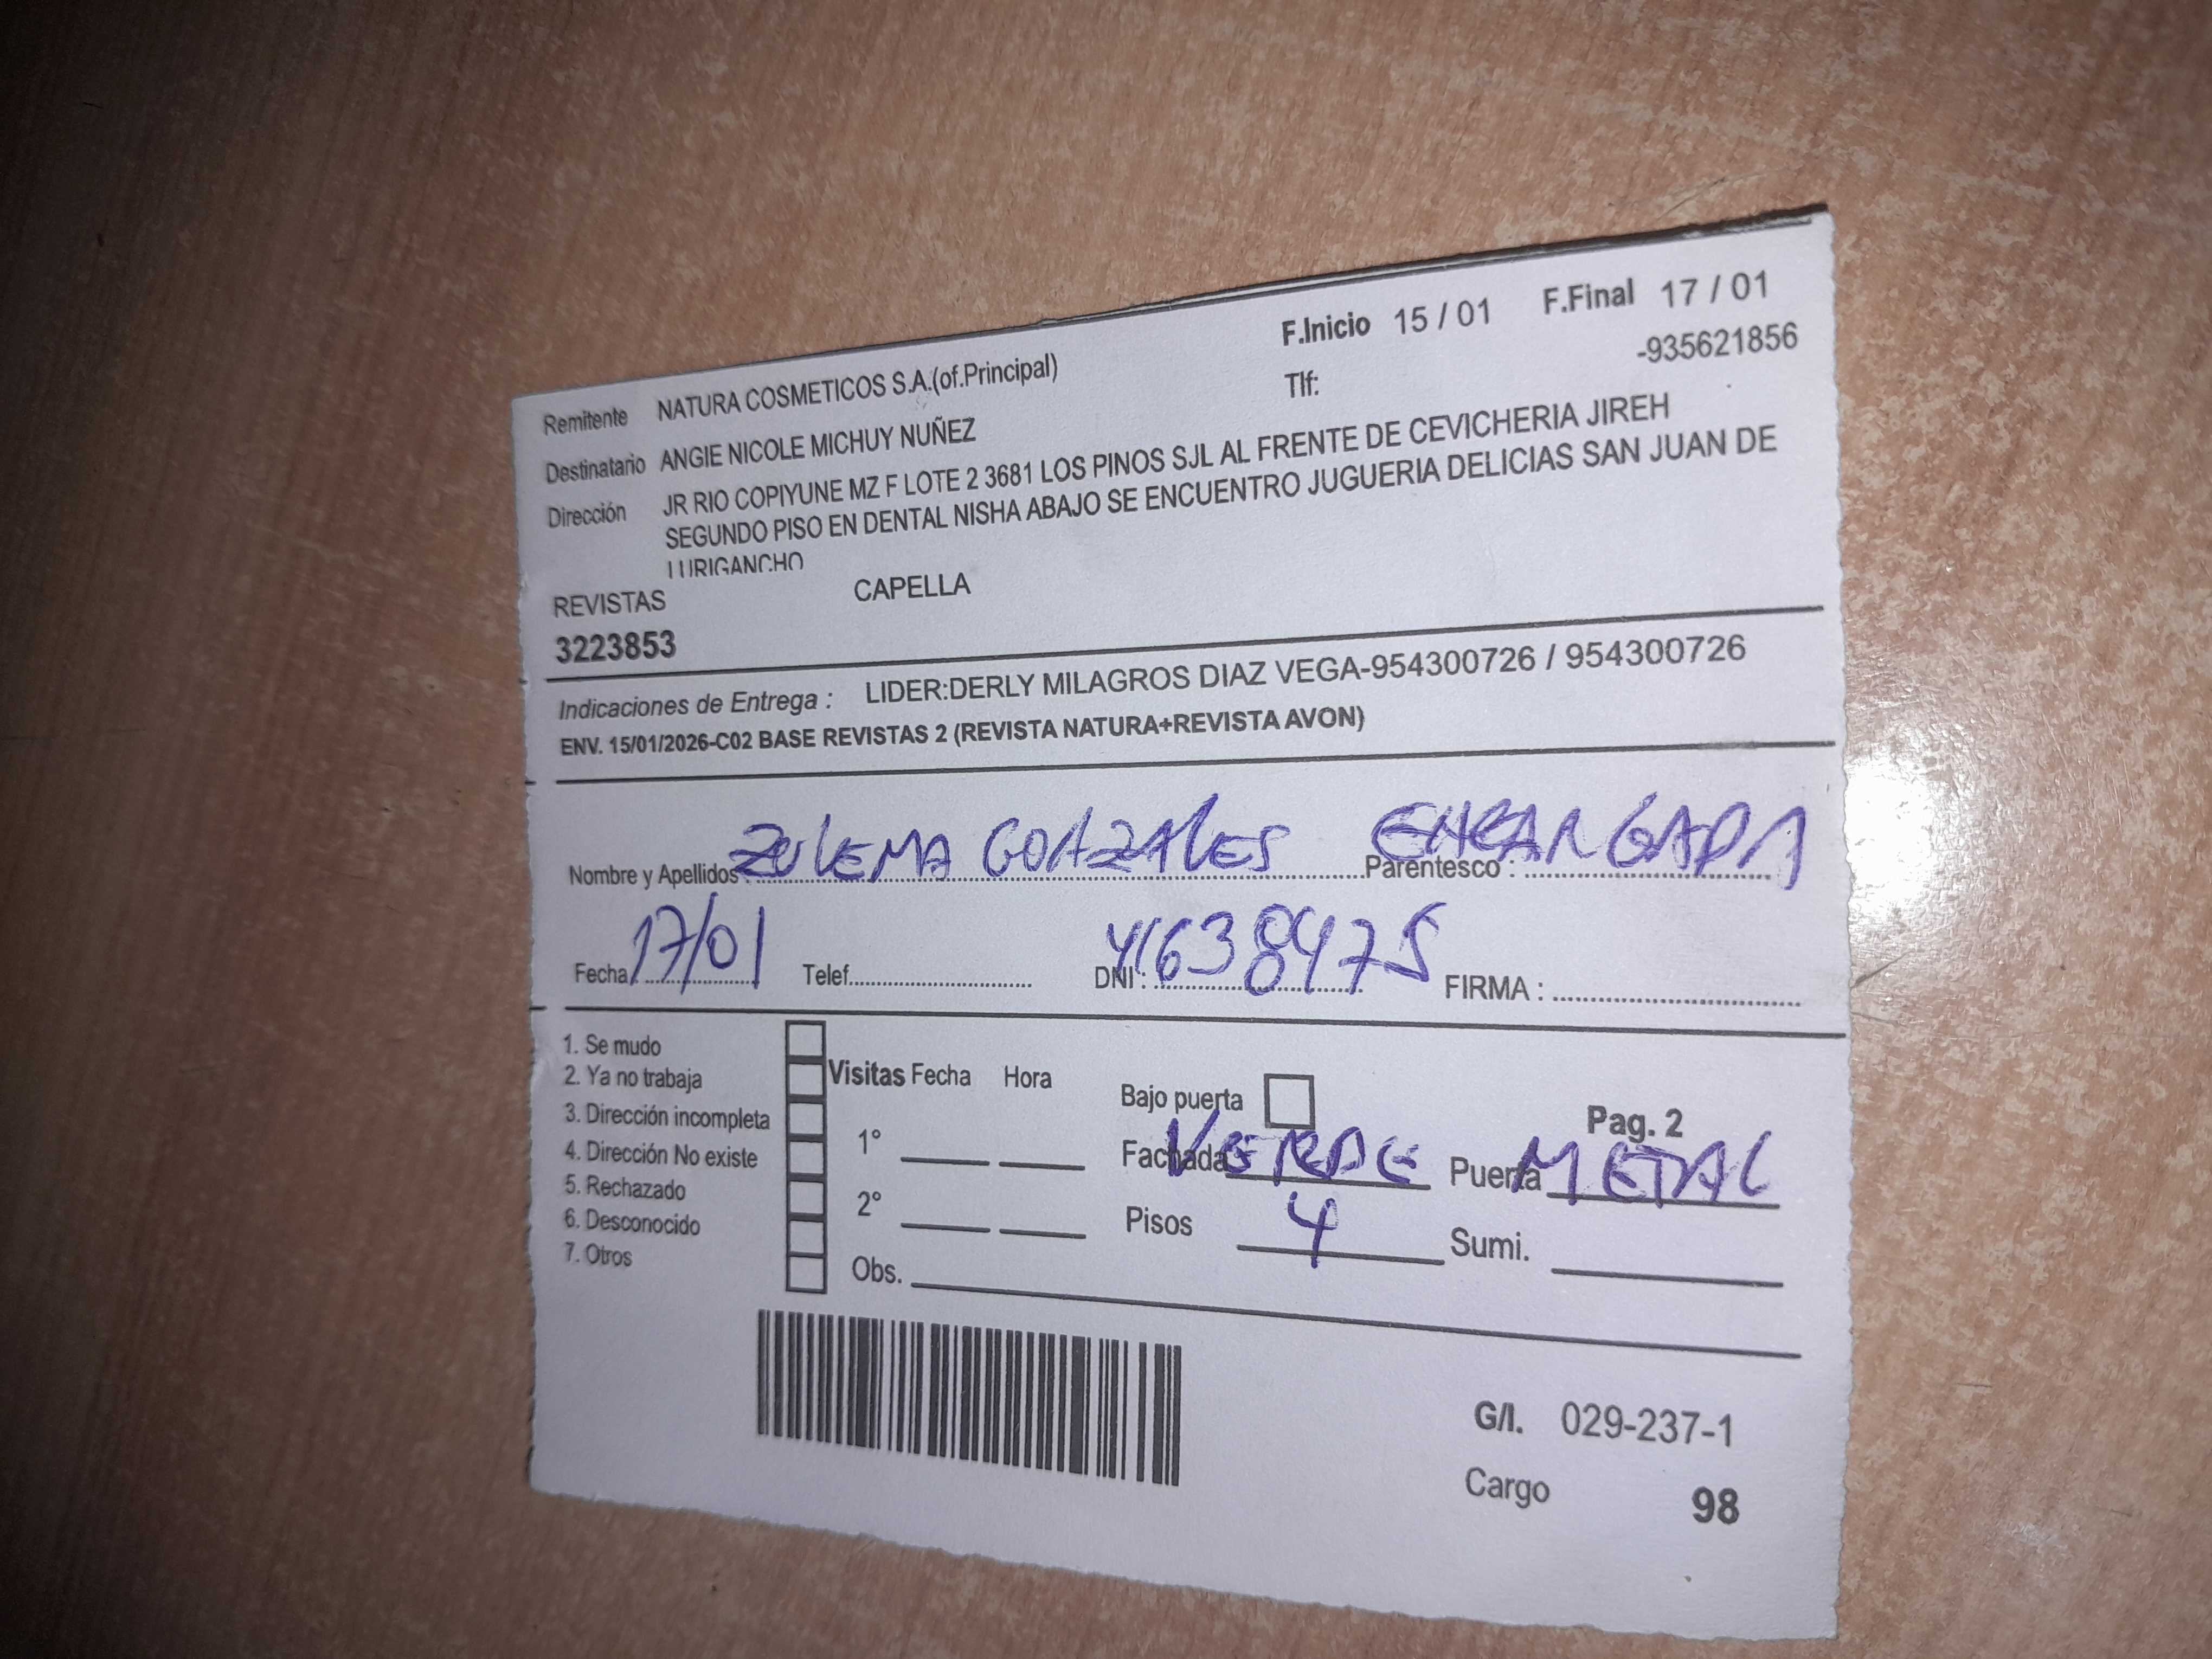 F.Inicio 15 / 01 F.Final 17 / 01
Remitente NATURA COSMETICOS S.A.(of.Principal) Tlf: -935621856
Destinatario ANGIE NICOLE MICHUY NUÑEZ
Dirección JR RIO COPIYUNE MZ F LOTE 2 3681 LOS PINOS SJL AL FRENTE DE CEVICHERIA JIREH
SEGUNDO PISO EN DENTAL NISHA ABAJO SE ENCUENTRO JUGUERIA DELICIAS SAN JUAN DE
LURIGANCHO
REVISTAS CAPELLA
3223853
Indicaciones de Entrega : LIDER:DERLY MILAGROS DIAZ VEGA-954300726 / 954300726
ENV. 15/01/2026-C02 BASE REVISTAS 2 (REVISTA NATURA+REVISTA AVON)
Nombre y Apellidos: ZULEMA GONZALES Parentesco : ENCARGADA
Fecha 17/01 Telef. DNI : 41638475 FIRMA :
1. Se mudo
2. Ya no trabaja Visitas Fecha Hora Bajo puerta
3. Dirección incompleta Pag. 2
4. Dirección No existe 1° Fachada VERDE Puerta METAL
5. Rechazado
6. Desconocido 2° Pisos 4 Sumi.
7. Otros Obs.
G/I. 029-237-1
Cargo 98